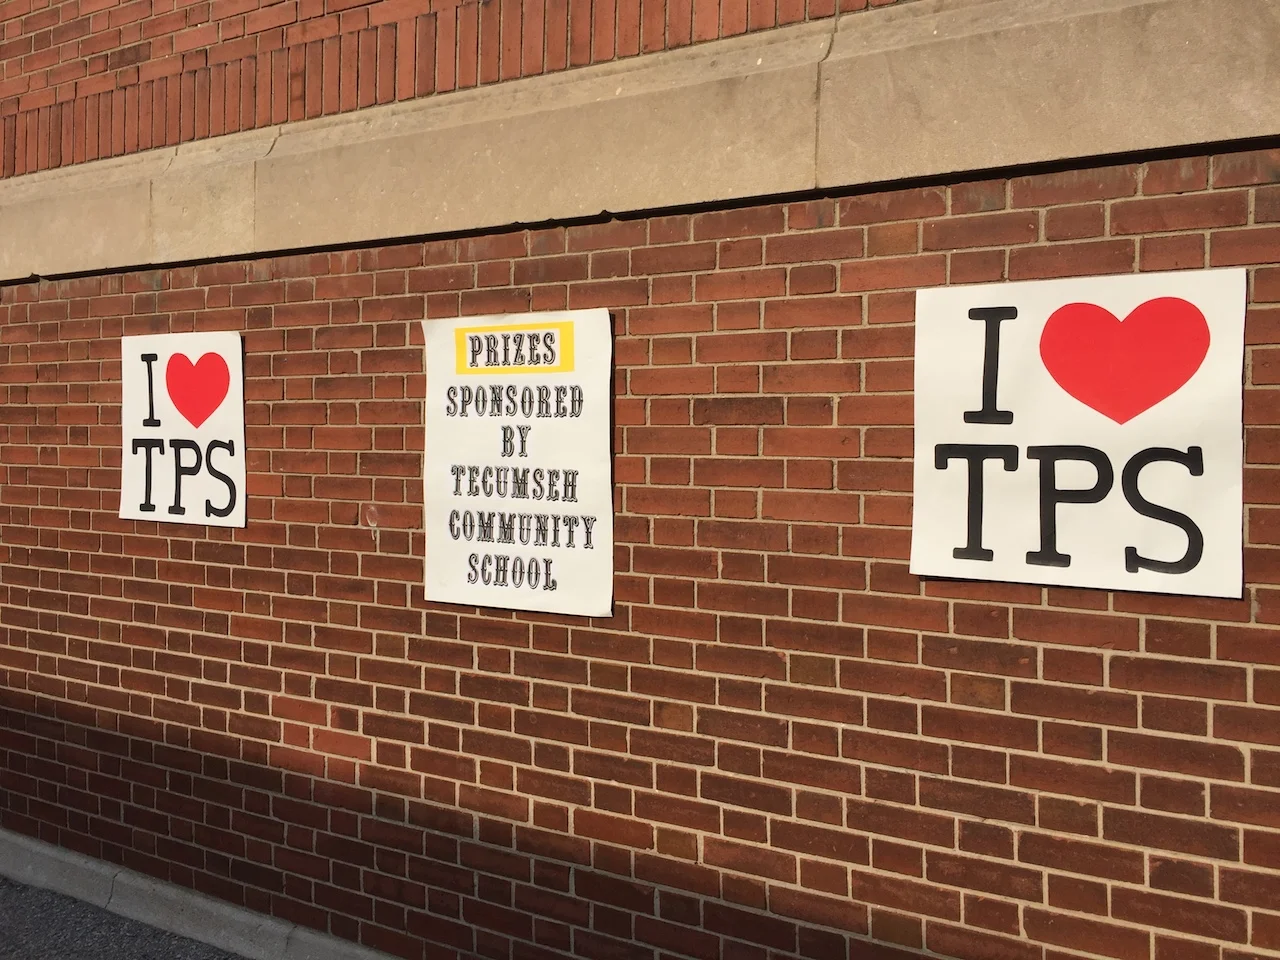 I ❤ TPS
PRIZES
SPONSORED
BY
TECUMSEH
COMMUNITY
SCHOOL
I ❤
TPS